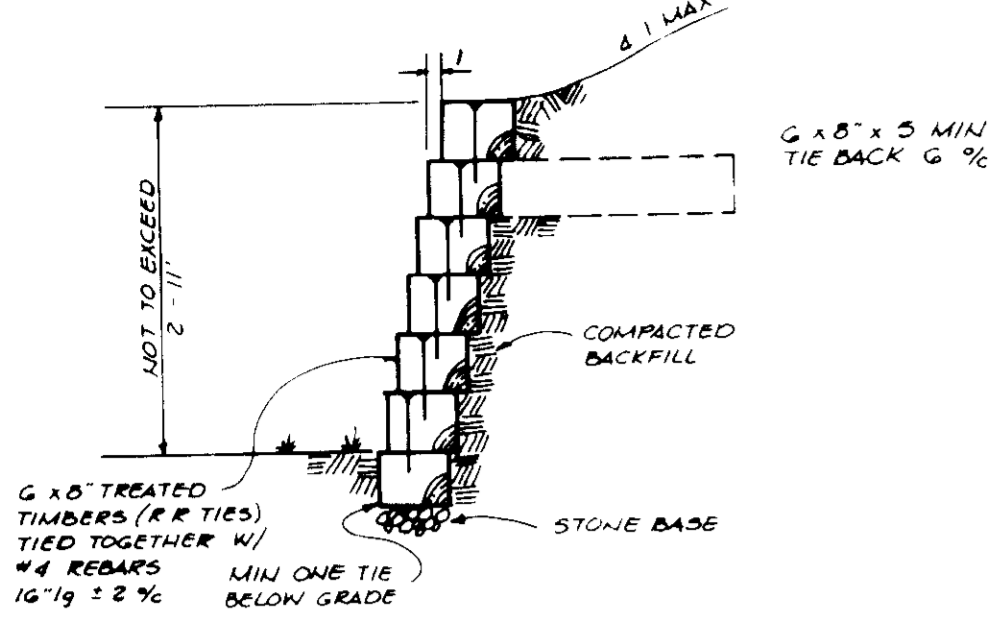 4 1 MAX
1
6 x 8" x 5 MIN
TIE BACK 6 %
NOT TO EXCEED
2 - 11"
COMPACTED
BACKFILL
6 x 8" TREATED
TIMBERS (R R TIES)
TIED TOGETHER W/
#4 REBARS
16"lg ± 2 %
STONE BASE
MIN ONE TIE
BELOW GRADE